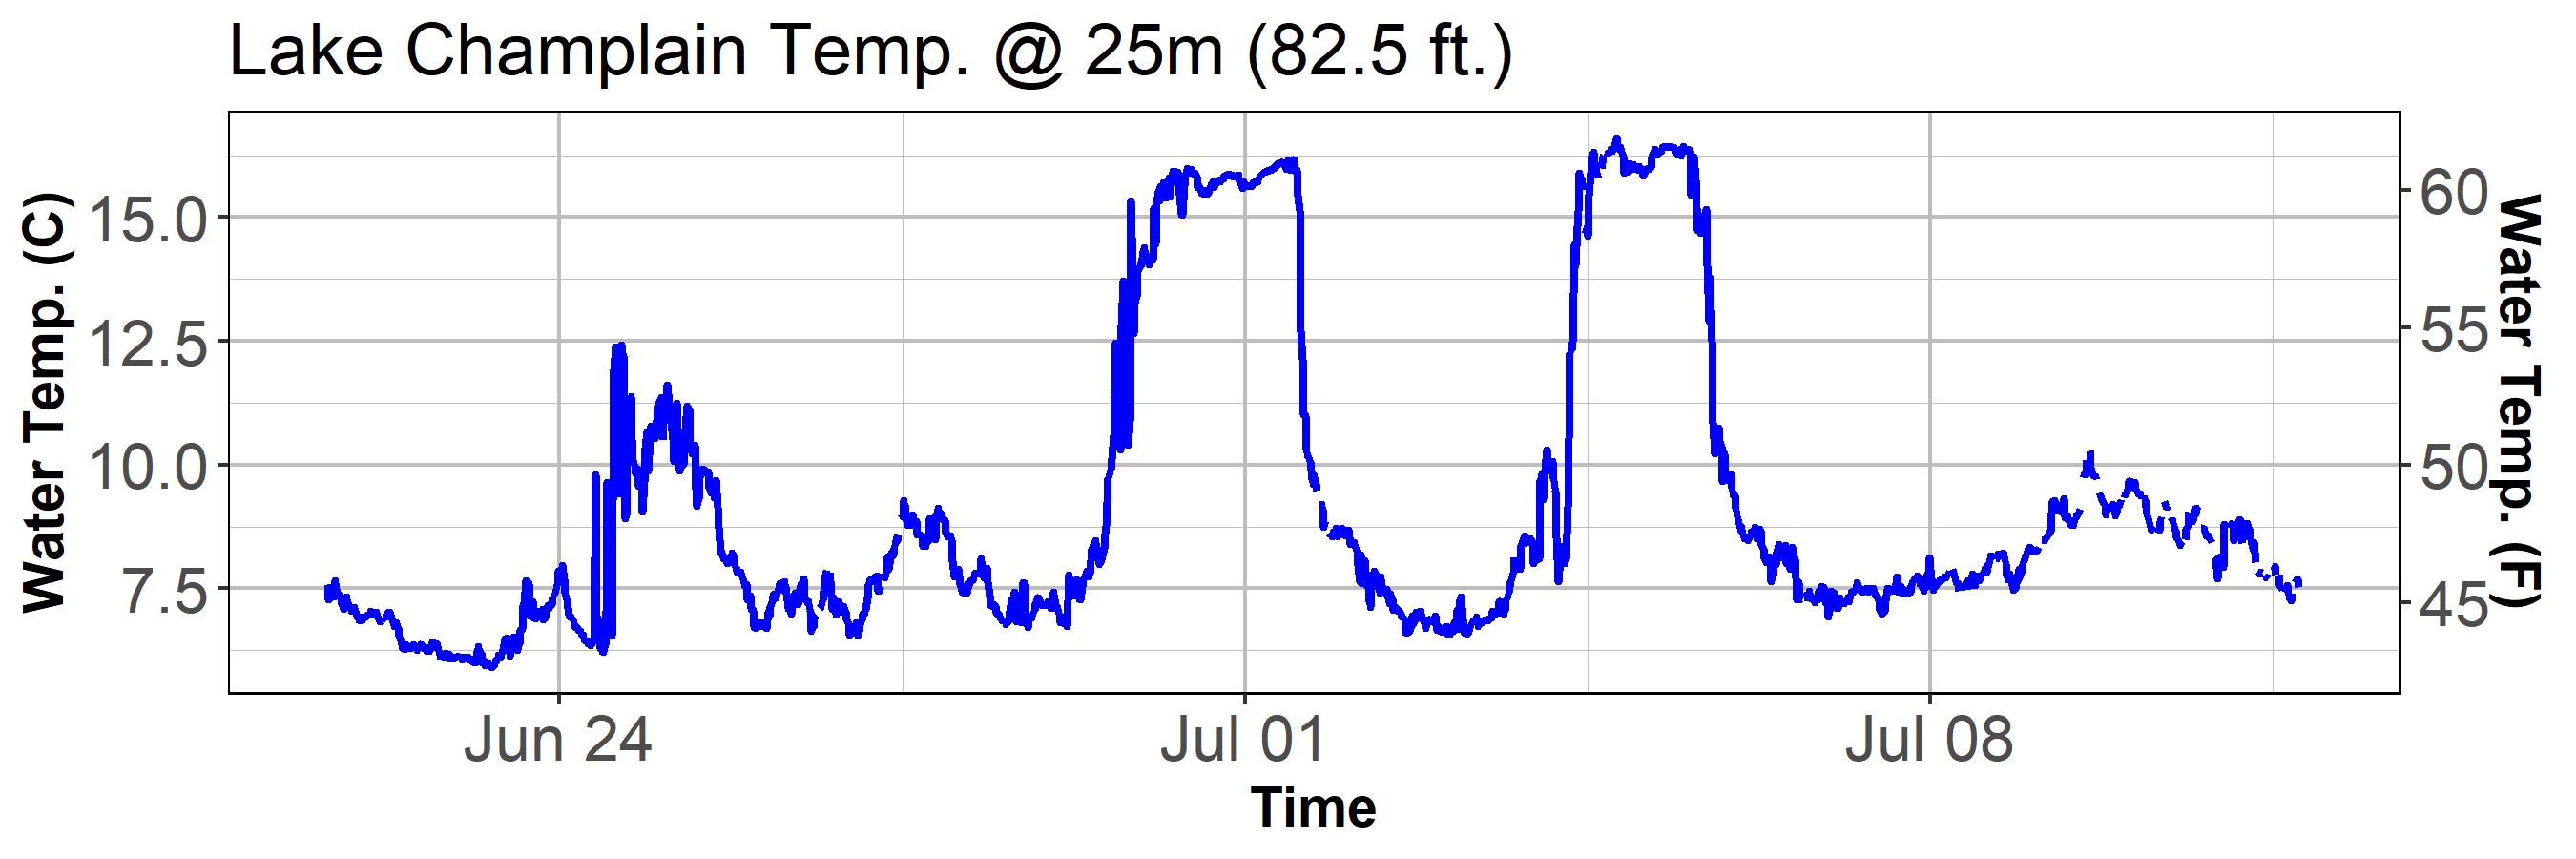 Lake Champlain Temp. @ 25m (82.5 ft.)
Water Temp. (C)
15.0
12.5
10.0
7.5
60
55
50
45
Water Temp. (F)
Jun 24
Jul 01
Jul 08
Time